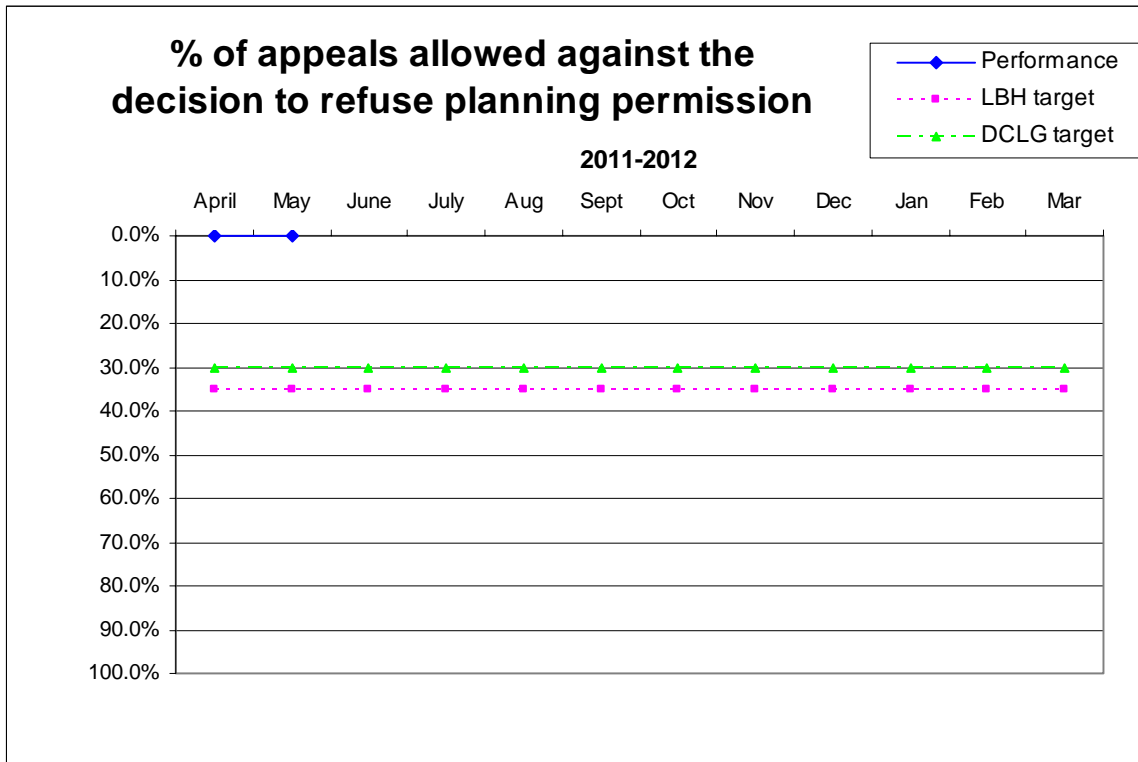 % of appeals allowed against the
decision to refuse planning permission
2011-2012
Performance
LBH target
DCLG target
April May June July Aug Sept Oct Nov Dec Jan Feb Mar
0.0%
10.0%
20.0%
30.0%
40.0%
50.0%
60.0%
70.0%
80.0%
90.0%
100.0%